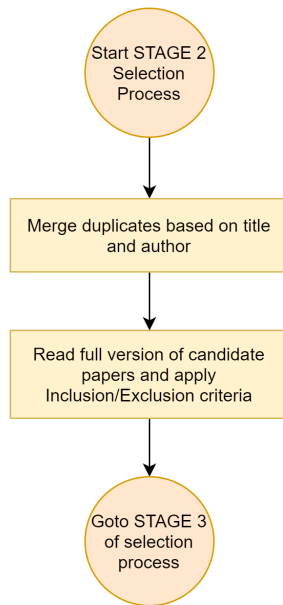 Start STAGE 2
Selection
Process
Merge duplicates based on title
and author
Read full version of candidate
papers and apply
Inclusion/Exclusion criteria
Goto STAGE 3
of selection
process